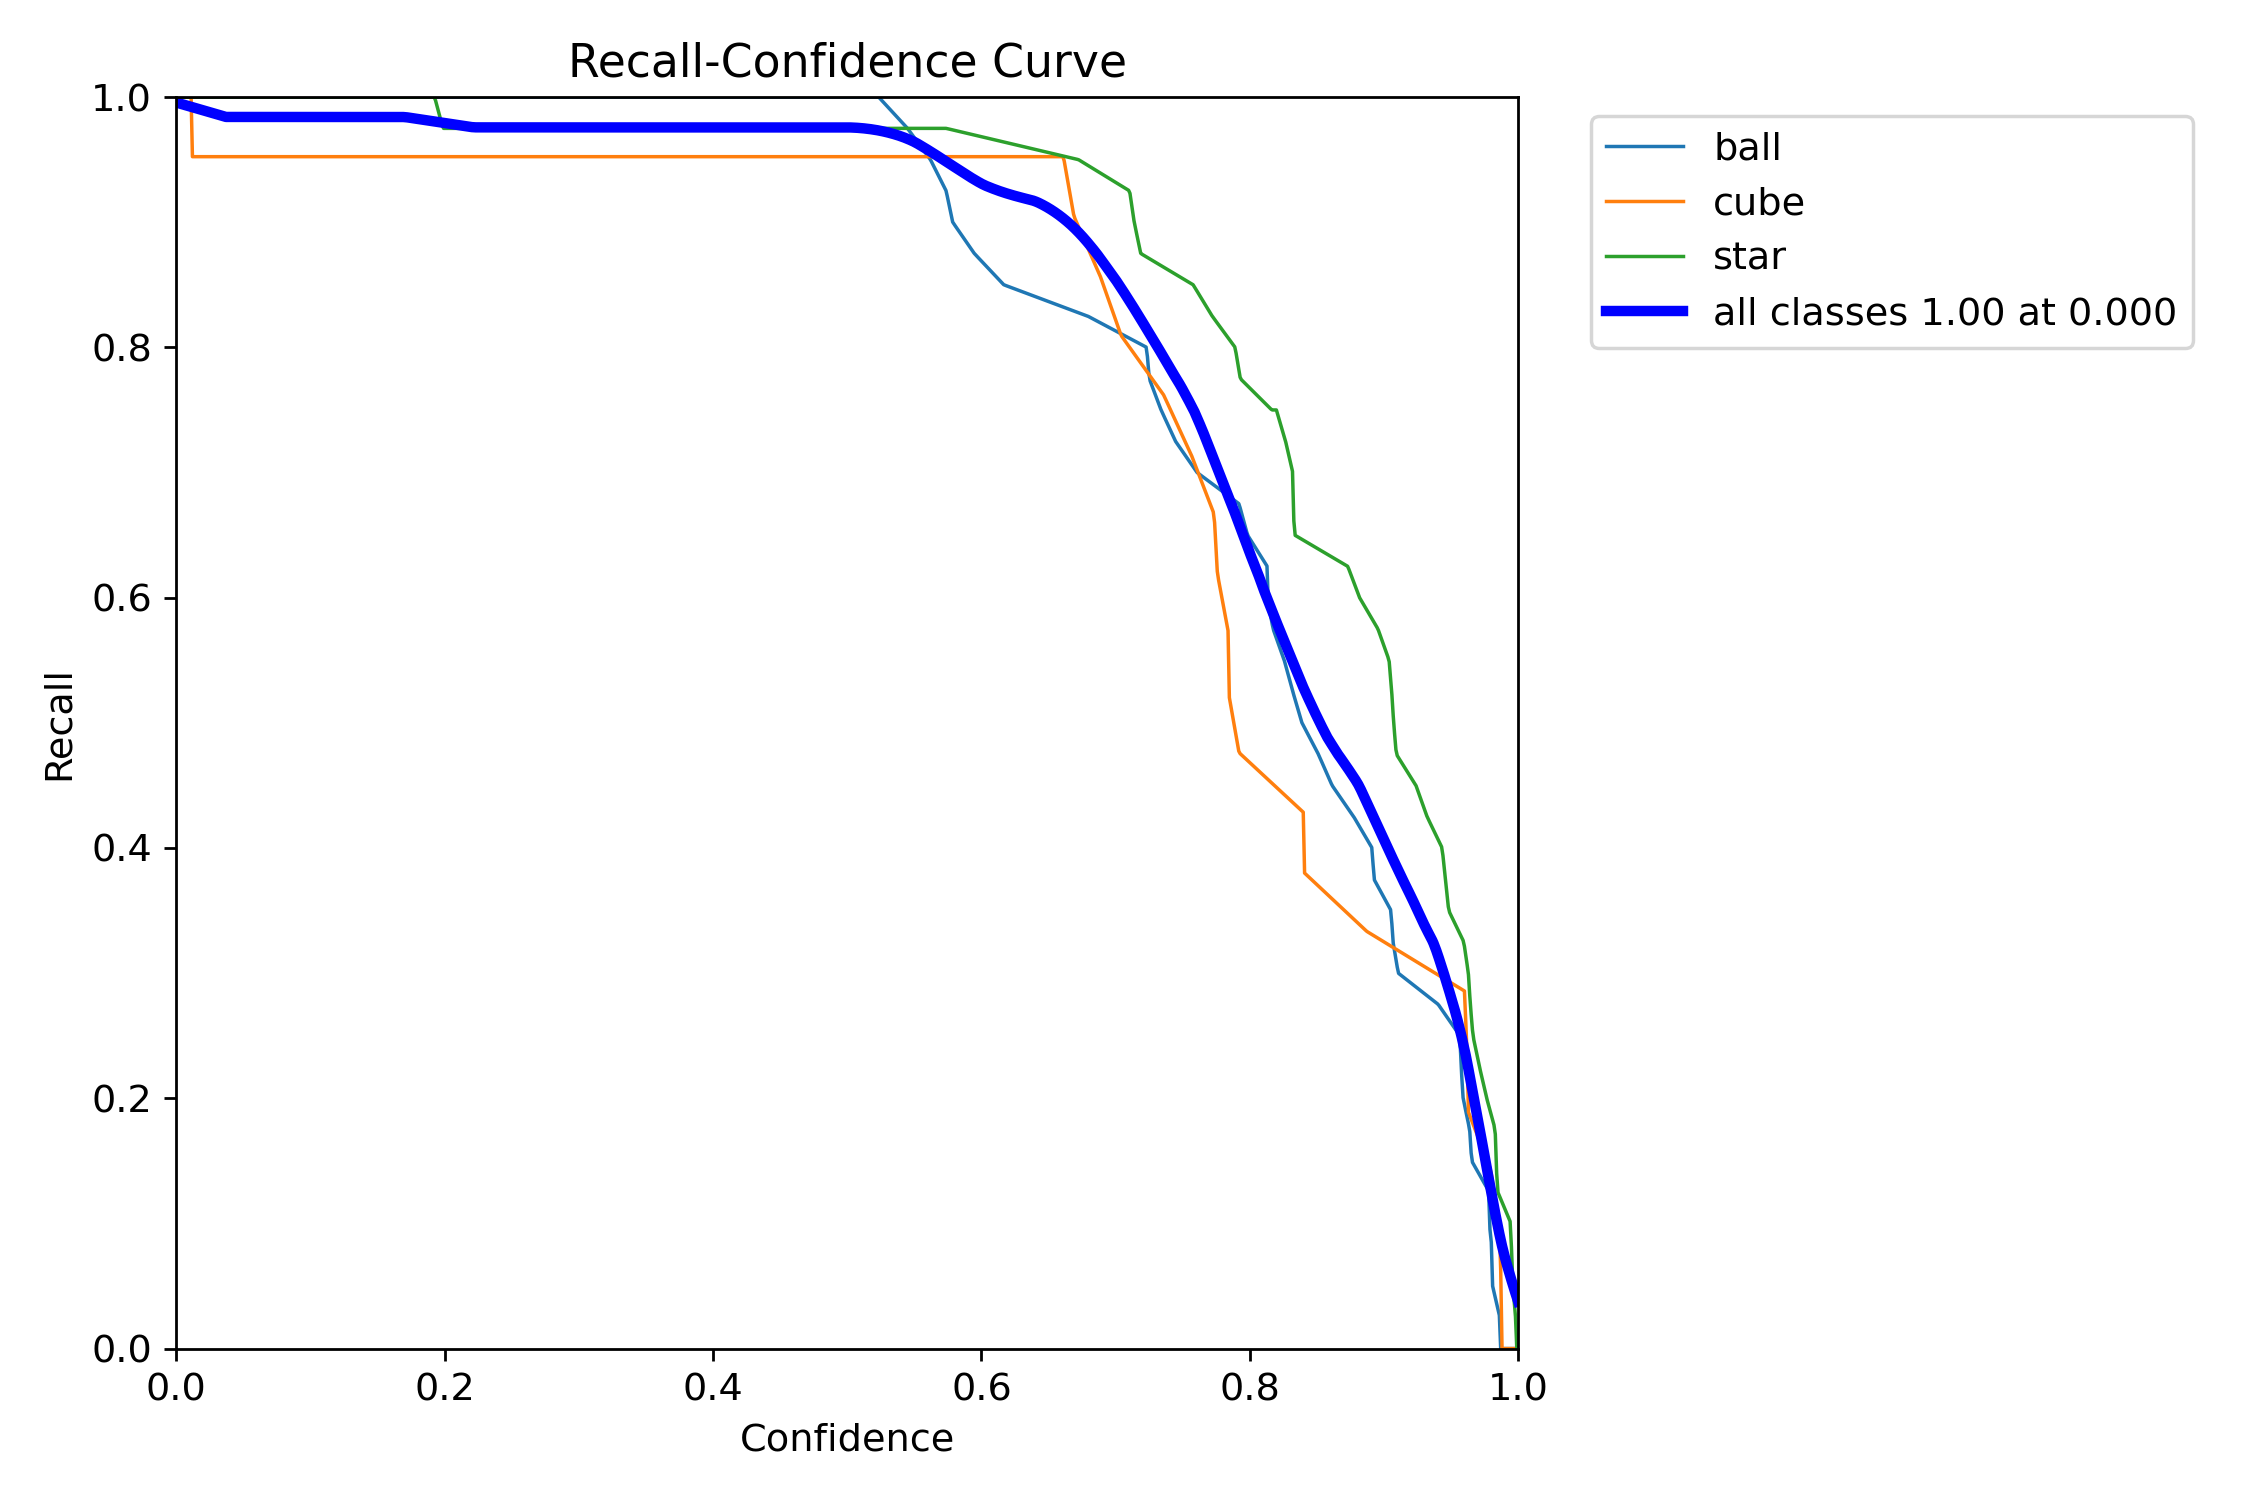 Recall-Confidence Curve
1.0
0.8
0.6
0.4
0.2
0.0
Recall
0.0 0.2 0.4 0.6 0.8 1.0
Confidence
ball
cube
star
all classes 1.00 at 0.000